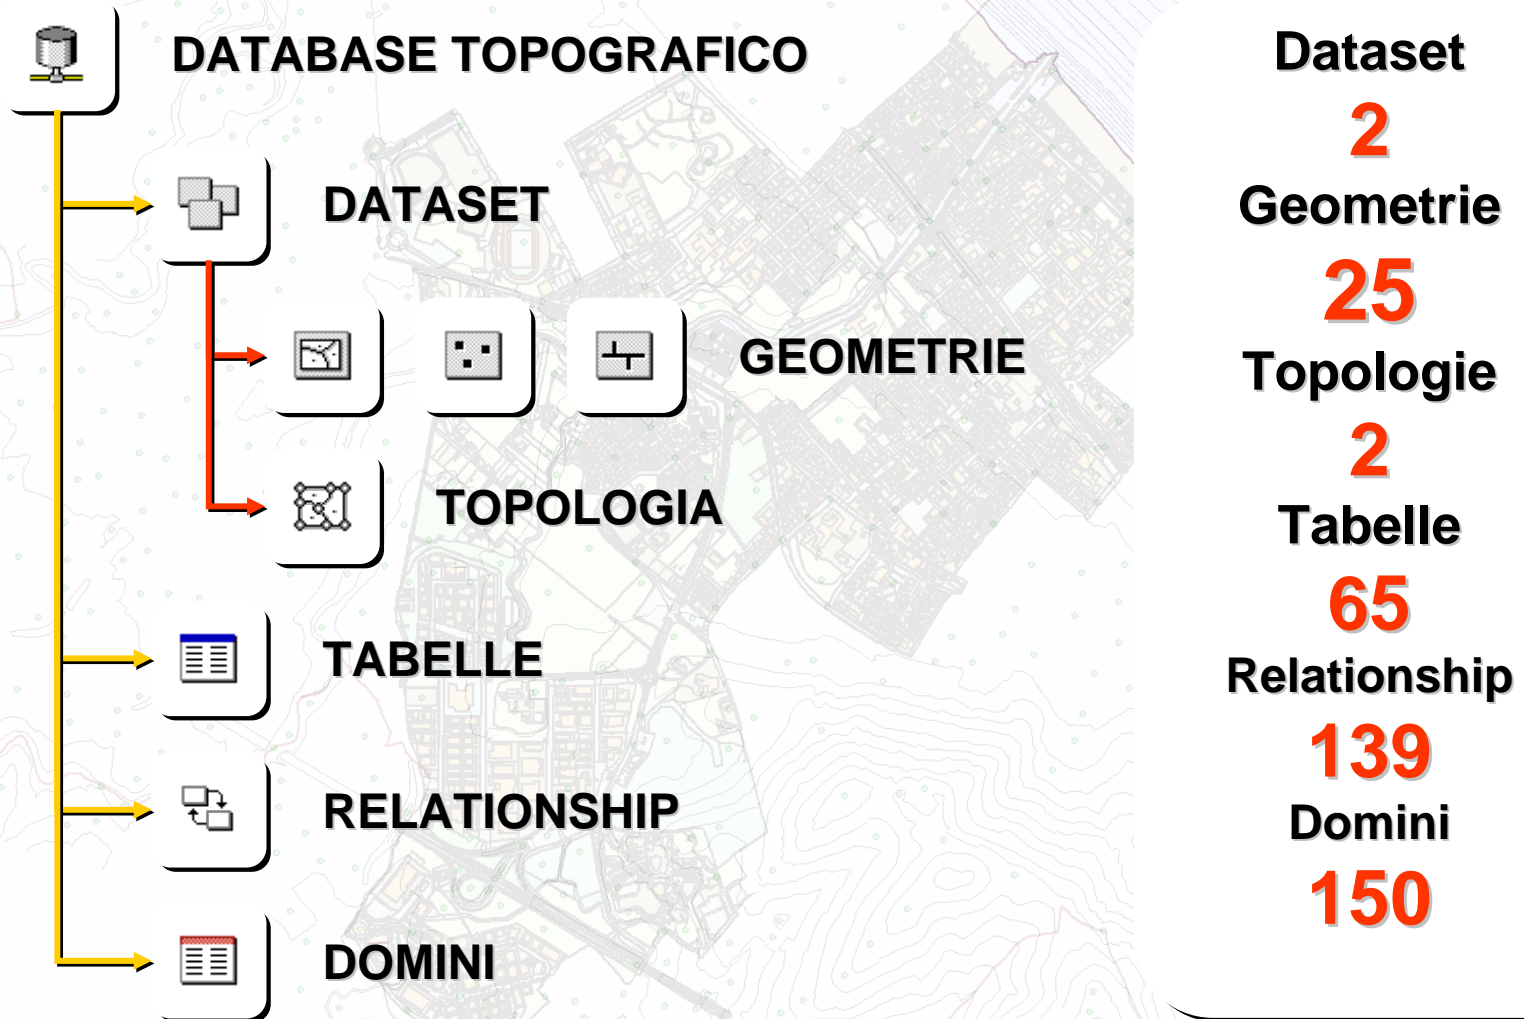 DATABASE TOPOGRAFICO
DATASET
GEOMETRIE
TOPOLOGIA
TABELLE
RELATIONSHIP
DOMINI
Dataset
2
Geometrie
25
Topologie
2
Tabelle
65
Relationship
139
Domini
150